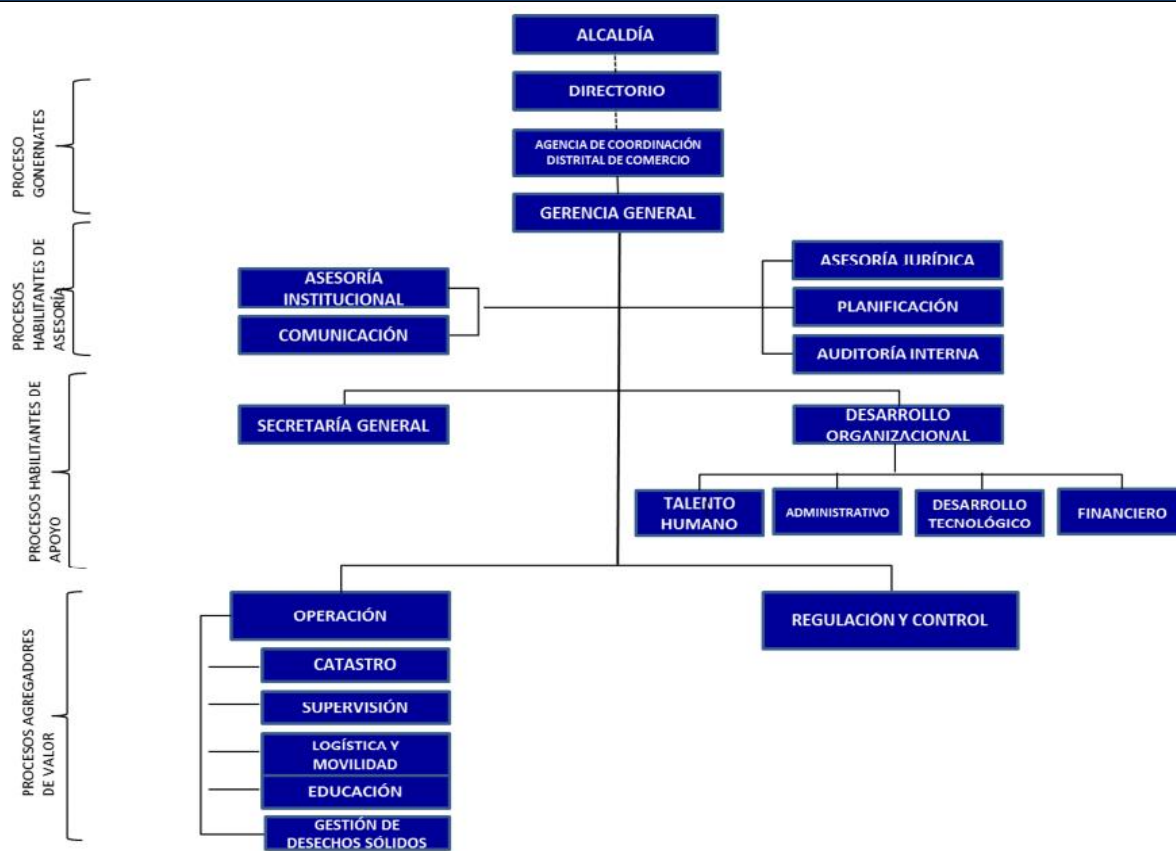 ALCALDÍA
PROCESO
GONERNATES
DIRECTORIO
AGENCIA DE COORDINACIÓN
DISTRITAL DE COMERCIO
GERENCIA GENERAL
PROCESOS
HABILITANTES DE
ASESORÍA
ASESORÍA
INSTITUCIONAL
COMUNICACIÓN
ASESORÍA JURÍDICA
PLANIFICACIÓN
AUDITORÍA INTERNA
PROCESOS HABILITANTES DE
APOYO
SECRETARÍA GENERAL
DESARROLLO
ORGANIZACIONAL
TALENTO
HUMANO
ADMINISTRATIVO
DESARROLLO
TECNOLÓGICO
FINANCIERO
PROCESOS AGREGADORES
DE VALOR
OPERACIÓN
CATASTRO
SUPERVISIÓN
LOGÍSTICA Y
MOVILIDAD
EDUCACIÓN
GESTIÓN DE
DESECHOS SÓLIDOS
REGULACIÓN Y CONTROL